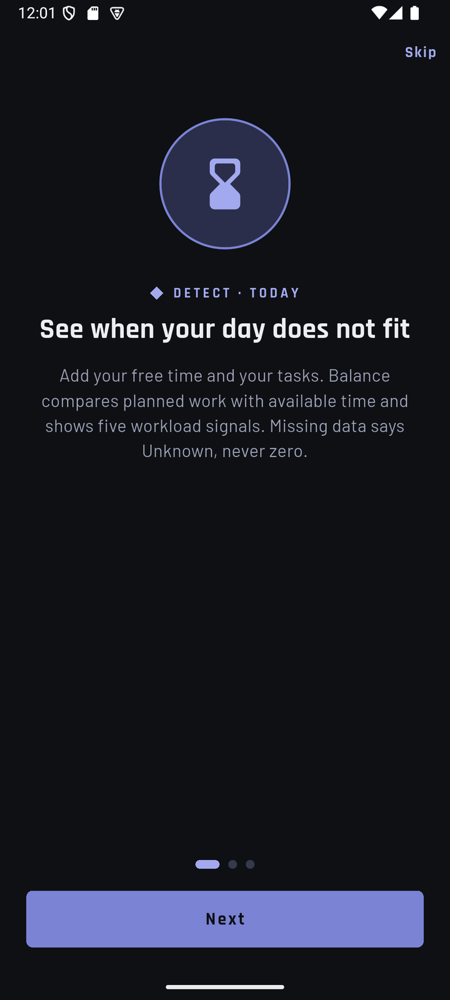 12:01
Skip
DETECT · TODAY
See when your day does not fit
Add your free time and your tasks. Balance
compares planned work with available time and
shows five workload signals. Missing data says
Unknown, never zero.
Next